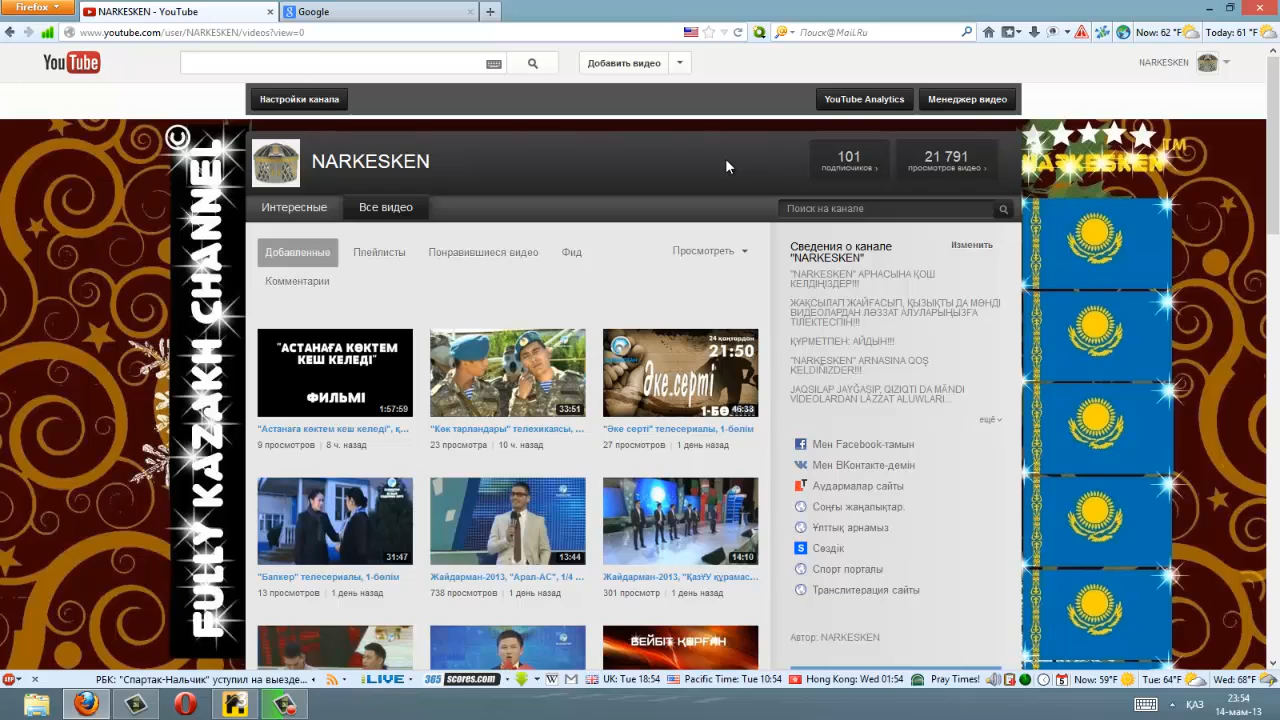 Firefox
NARKESKEN - YouTube
Google
www.youtube.com/user/NARKESKEN/videos?view=0
Поиск@Mail.Ru
Now: 62 °F
Today: 61 °F
YouTube
Добавить видео
NARKESKEN
Настройки канала
YouTube Analytics
Менеджер видео
©
FULLY KAZAKH CHANNEL
NARKESKEN
101
подписчиков ›
21 791
просмотров видео ›
NARKESKEN™
Интересные
Все видео
Поиск на канале
Добавленные
Плейлисты
Понравившиеся видео
Фид
Просмотреть
Комментарии
"АСТАНАҒА КӨКТЕМ
КЕШ КЕЛЕДІ"
ФИЛЬМІ
1:57:59
"Астанаға көктем кеш келеді", қ...
9 просмотров | 8 ч. назад
33:51
"Көк тарландары" телехикаясы, ...
23 просмотра | 10 ч. назад
21:50
Әке серті
1-БӨ
46:33
"Әке серті" телесериалы, 1-бөлім
27 просмотров | 1 день назад
31:47
"Бапкер" телесериалы, 1-бөлім
13 просмотров | 1 день назад
13:44
Жайдарман-2013, "Арал-АС", 1/4 ...
738 просмотров | 1 день назад
14:10
Жайдарман-2013, "ҚазҰУ құрамас...
301 просмотр | 1 день назад
БЕЙБІТ ҚОРҒАН
Сведения о канале
"NARKESKEN"
Изменить
"NARKESKEN" АРНАСЫНА ҚОШ
КЕЛДІҢІЗДЕР!!!
ЖАҚСЫЛАП ЖАЙҒАСЫП, ҚЫЗЫҚТЫ ДА МӘНДІ
ВИДЕОЛАРДАН ЛӘЗЗАТ АЛУЛАРЫҢЫЗҒА
ТІЛЕКТЕСПІН!!!
ҚҰРМЕТПЕН: АЙДЫН!!!!
"NARKESKEN" ARNASINA QOŞ
KELDİÑİZDER!!!
JAQSILAP JAYĞASIP, QIZIQTI DA MÄNDİ
VİDEOLARDAN LÄZZAT ALUWLARI...
ещё
Мен Facebook-тамын
Мен ВКонтакте-демін
Аудармалар сайты
Соңғы жаңалықтар.
Ұлттық арнамыз
Сөздік
Спорт порталы
Транслитерация сайты
Автор: NARKESKEN
РБК: "Спартак-Нальчик" уступил на выезде...
LIVE
365 scores.com
UK: Tue 18:54
Pacific Time: Tue 10:54
Hong Kong: Wed 01:54
Pray Times!
Now: 59°F
Tue: 64°F
Wed: 68°F
ҚАЗ
23:54
14-мам-13